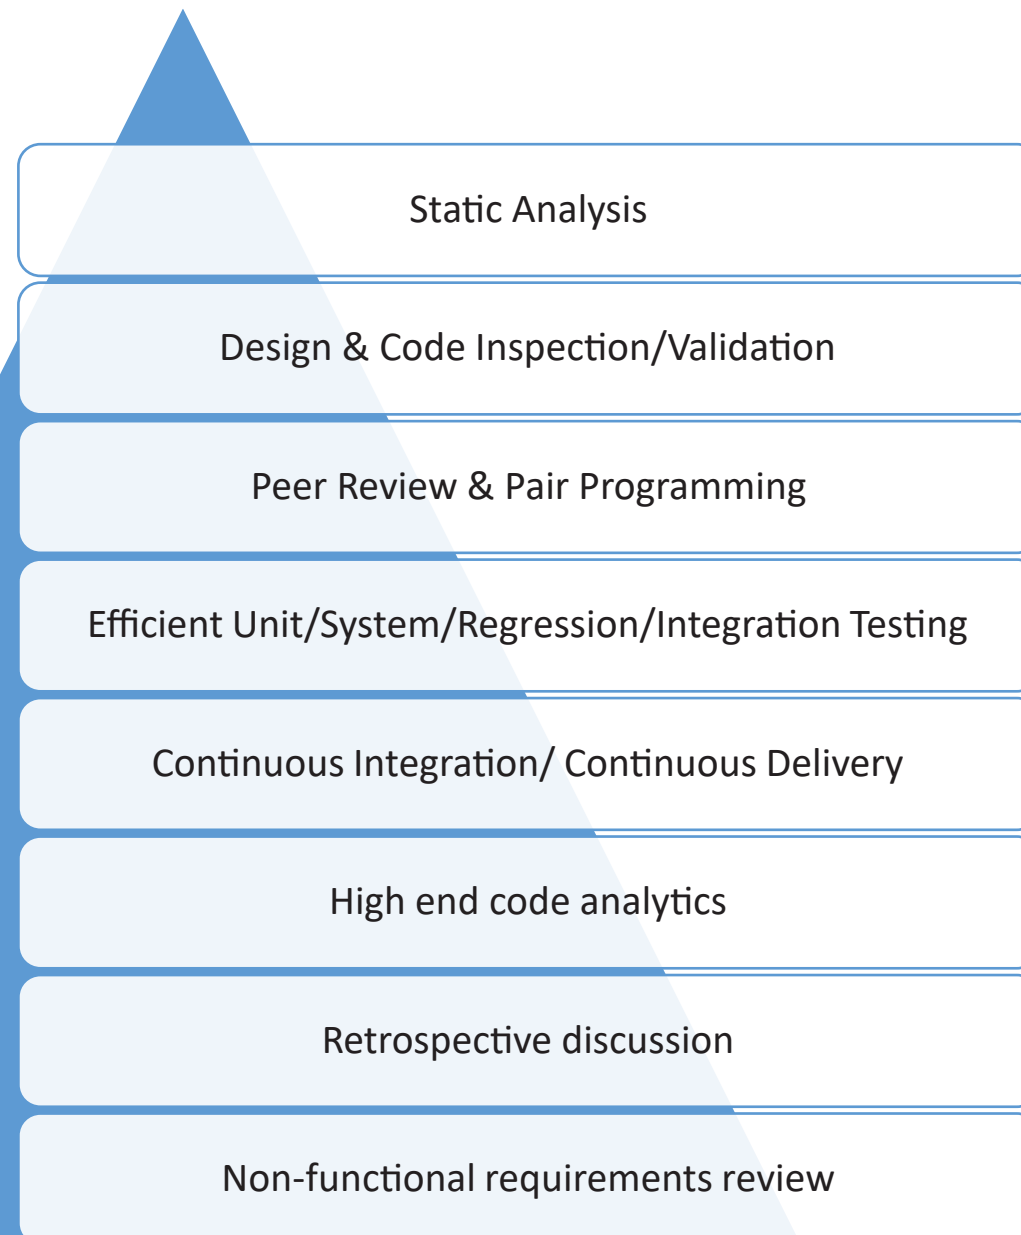 Static Analysis
Design & Code Inspection/Validation
Peer Review & Pair Programming
Efficient Unit/System/Regression/Integration Testing
Continuous Integration/ Continuous Delivery
High end code analytics
Retrospective discussion
Non-functional requirements review